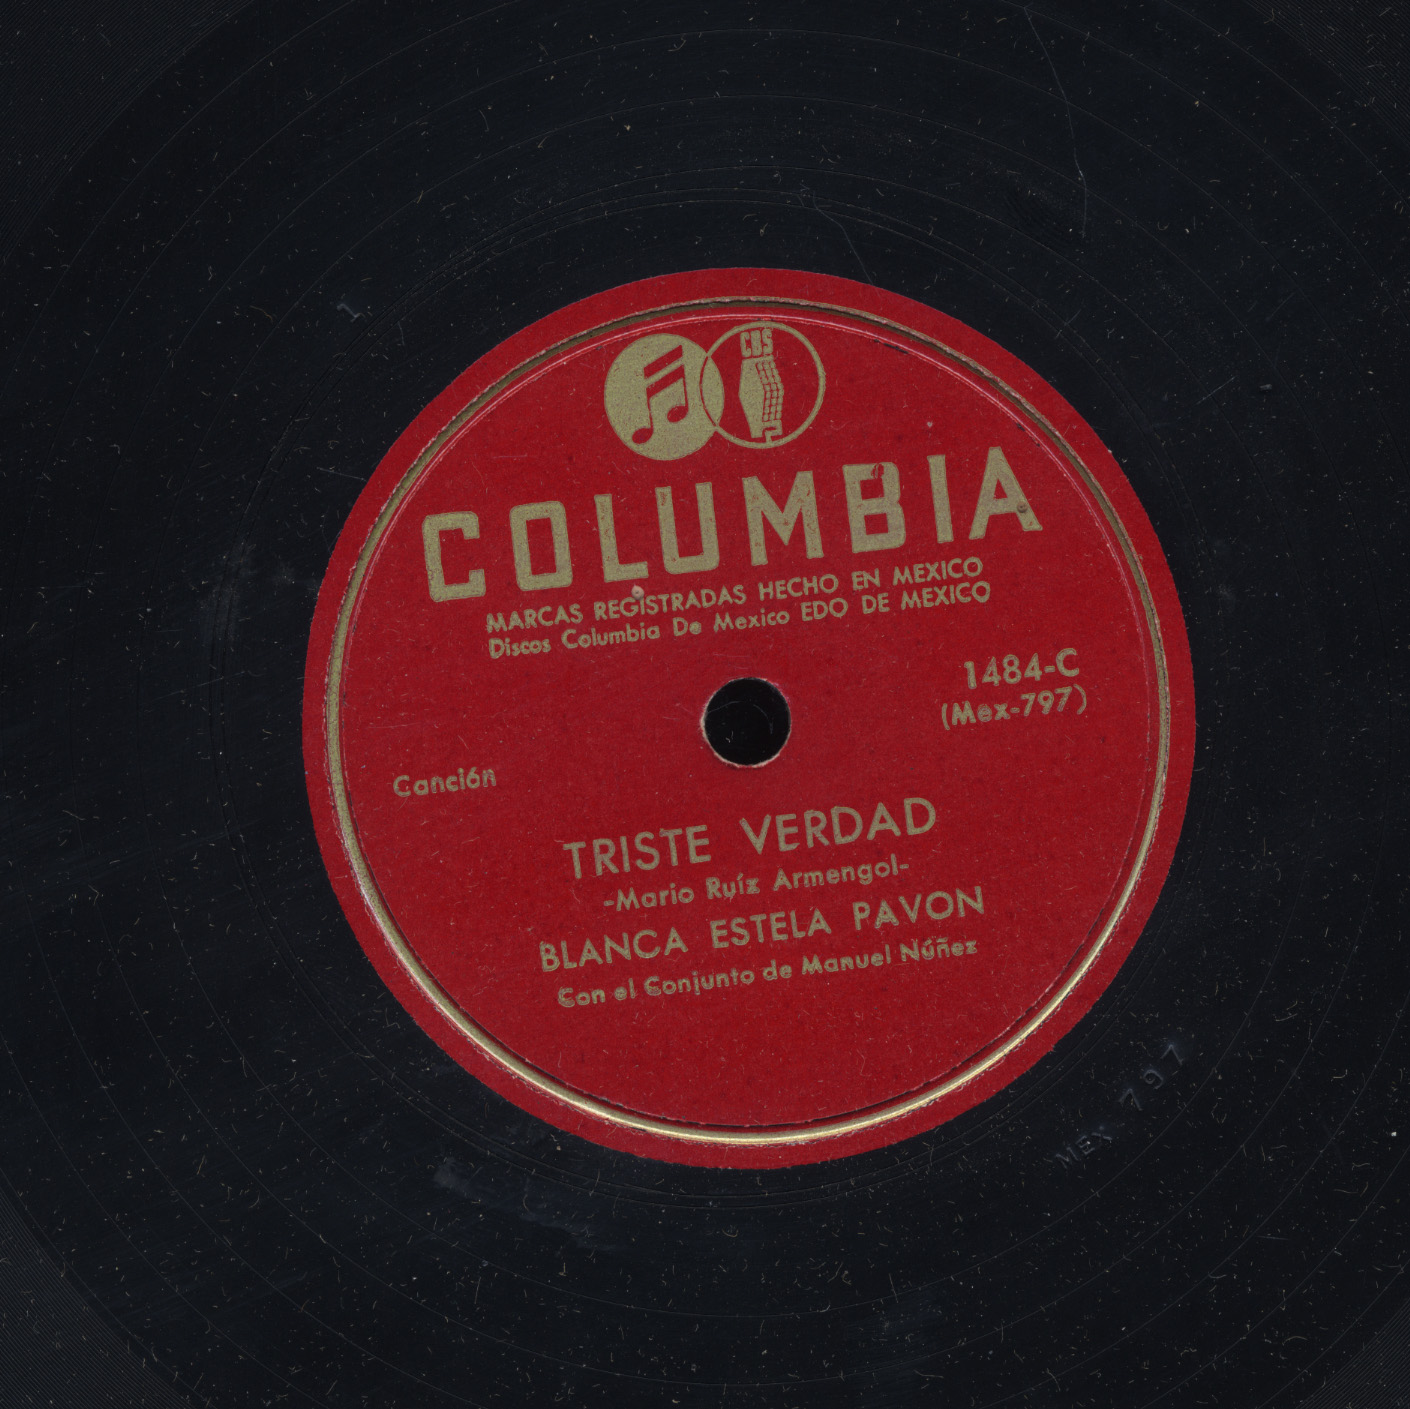 CBS
COLUMBIA
MARCAS REGISTRADAS HECHO EN MEXICO
Discos Columbia De Mexico EDO DE MEXICO
1484-C
(Mex-797)
Canción
TRISTE VERDAD
-Mario Ruíz Armengol-
BLANCA ESTELA PAVON
Con el Conjunto de Manuel Núñez
MEX-797
1